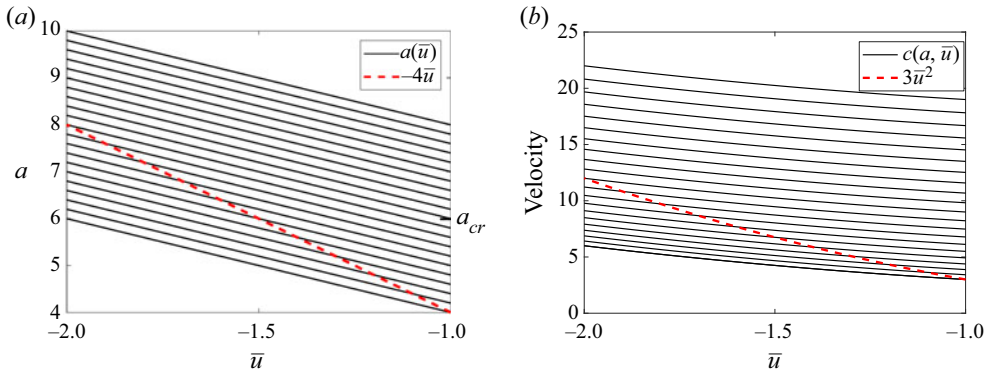 (a)
10
9
8
7
6
5
4
a
a(ū)
–4ū
a_cr
–2.0
–1.5
–1.0
ū
(b)
25
20
15
10
5
0
Velocity
c(a, ū)
3ū²
–2.0
–1.5
–1.0
ū